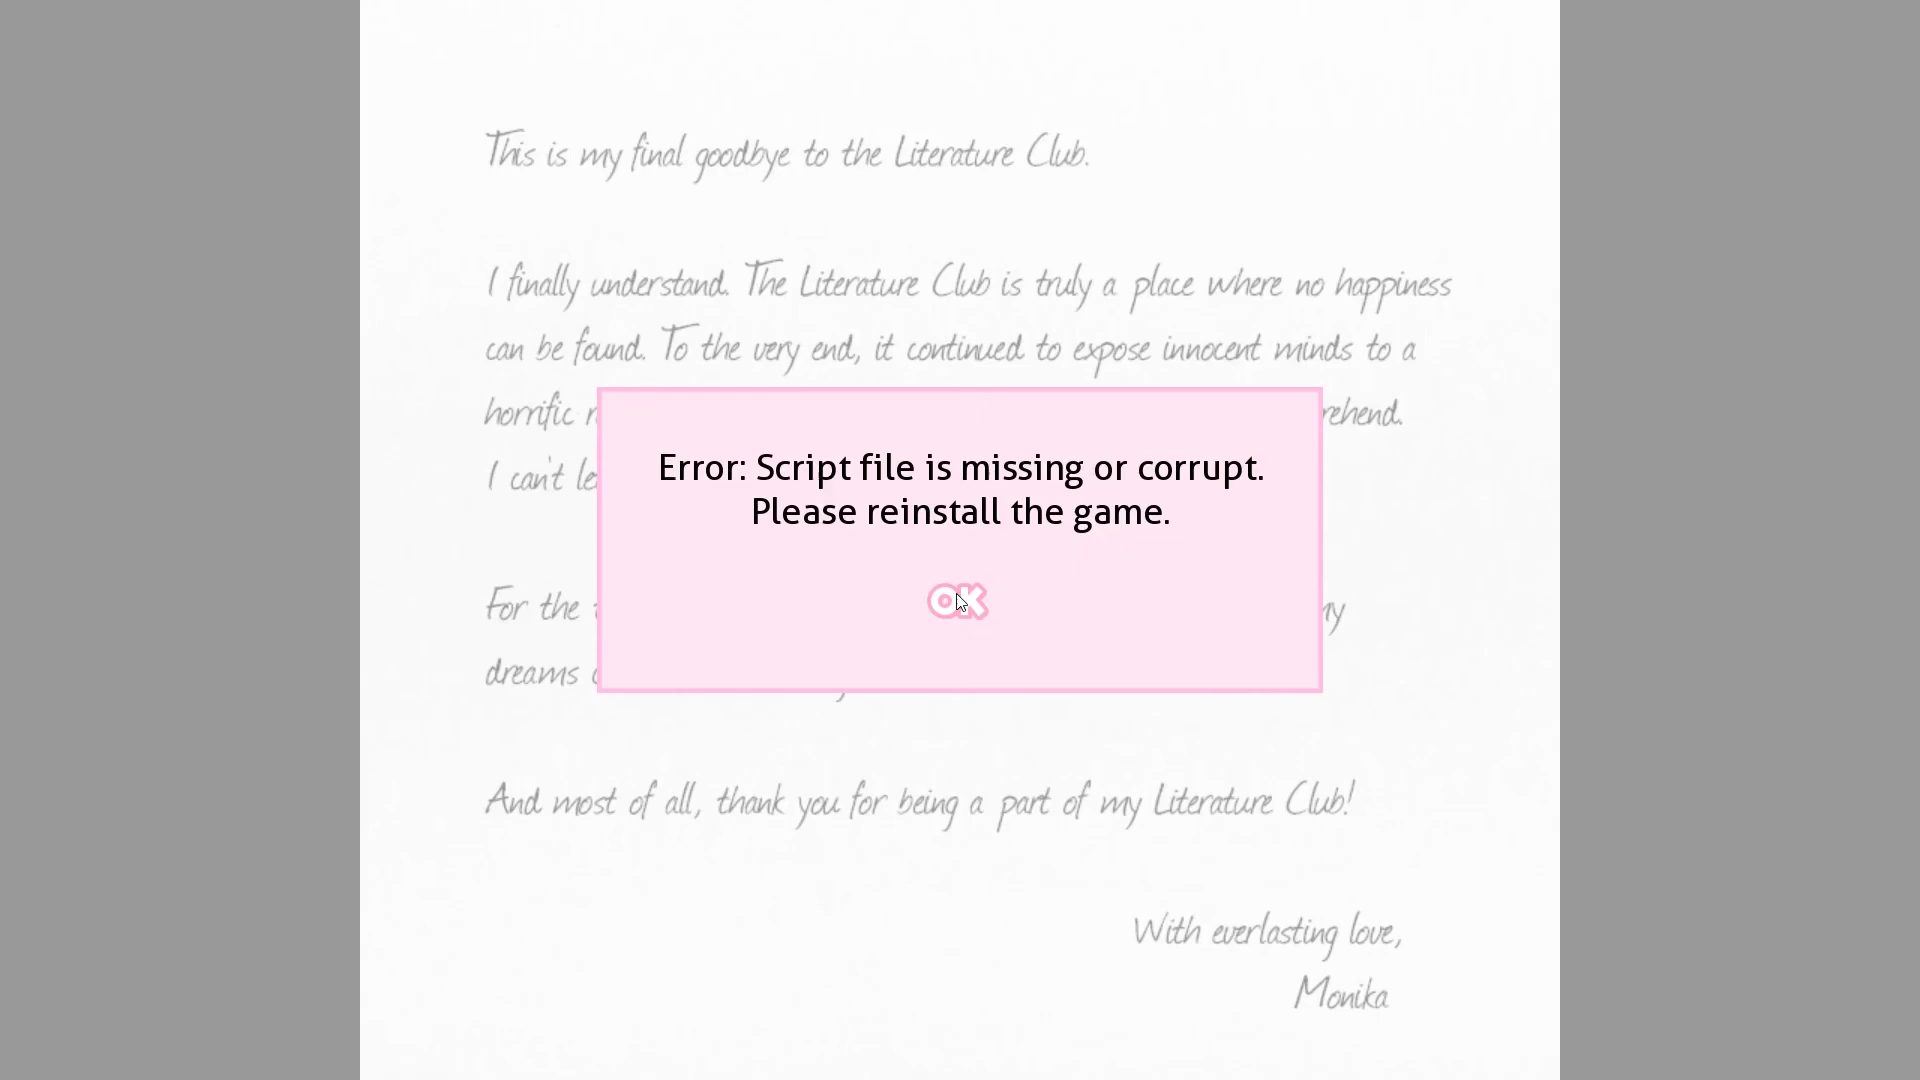 This is my final goodbye to the Literature Club.
I finally understand. The Literature Club is truly a place where no happiness
can be found. To the very end, it continued to expose innocent minds to a
horrific
I can't
Error: Script file is missing or corrupt.
Please reinstall the game.
OK
For the
dreams
And most of all, thank you for being a part of my Literature Club!
With everlasting love,
Monika